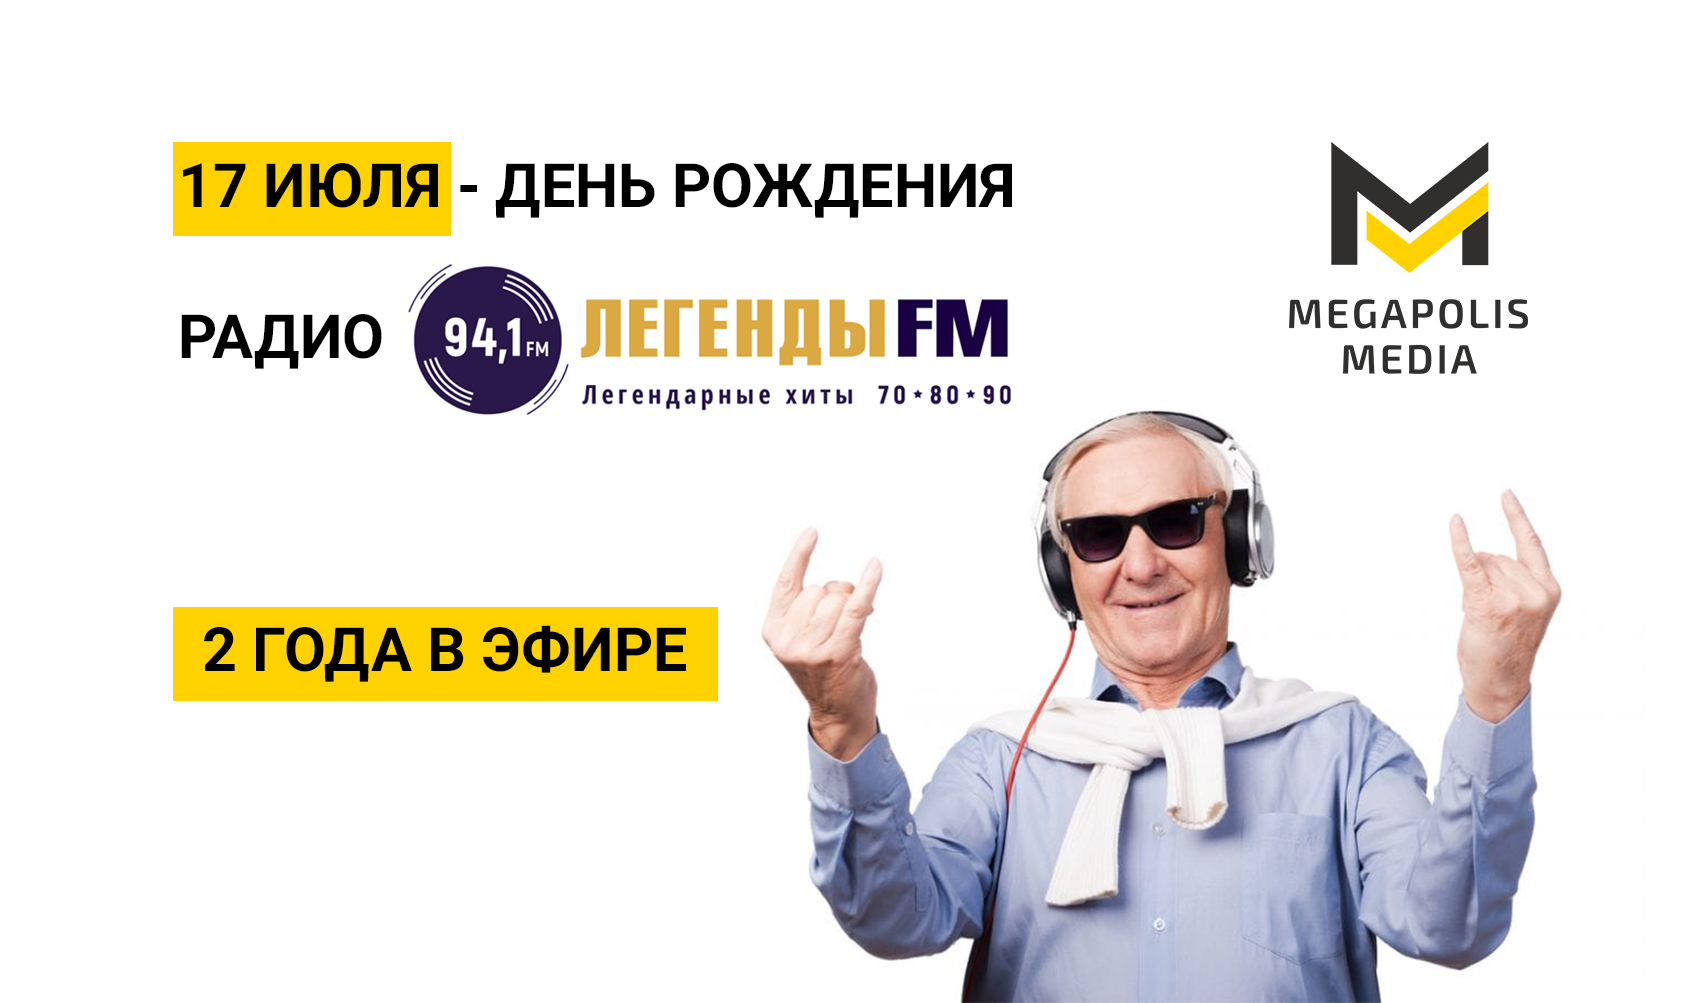 17 ИЮЛЯ - ДЕНЬ РОЖДЕНИЯ
РАДИО 94,1 FM ЛЕГЕНДЫ FM
Легендарные хиты 70★80★90
MEGAPOLIS
MEDIA
2 ГОДА В ЭФИРЕ